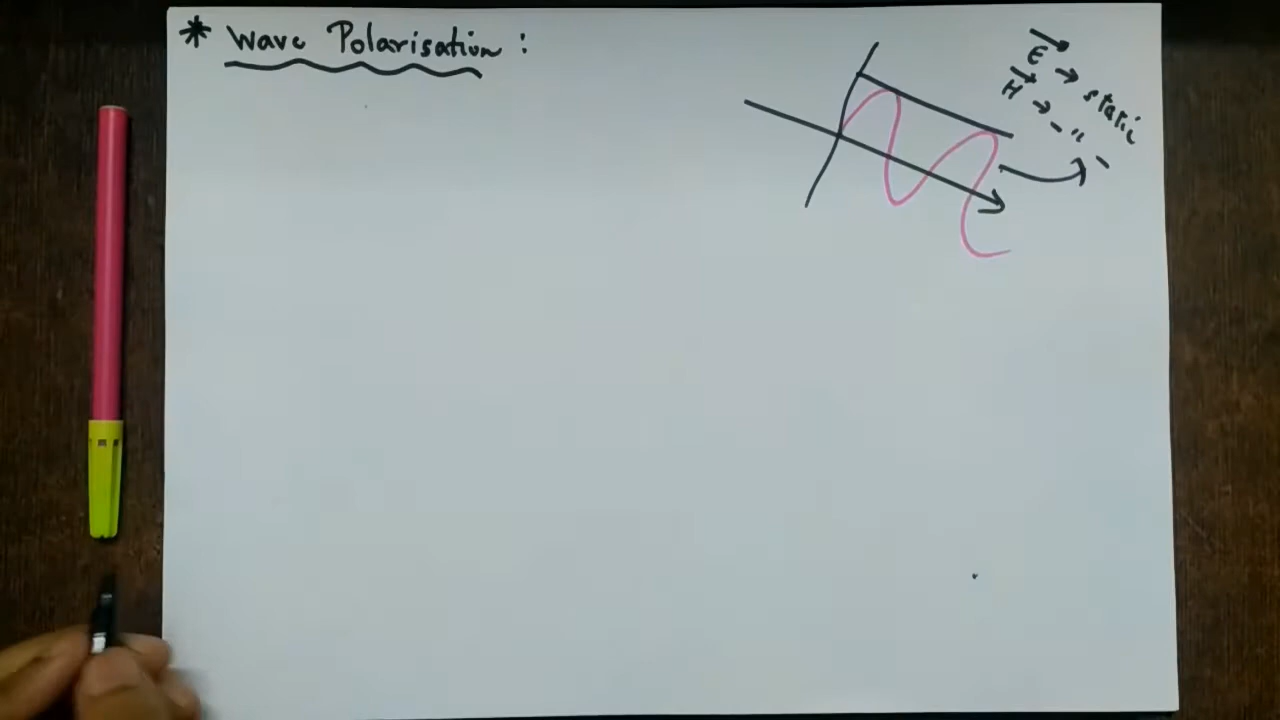 * Wave Polarisation :
E → static
H → - " -